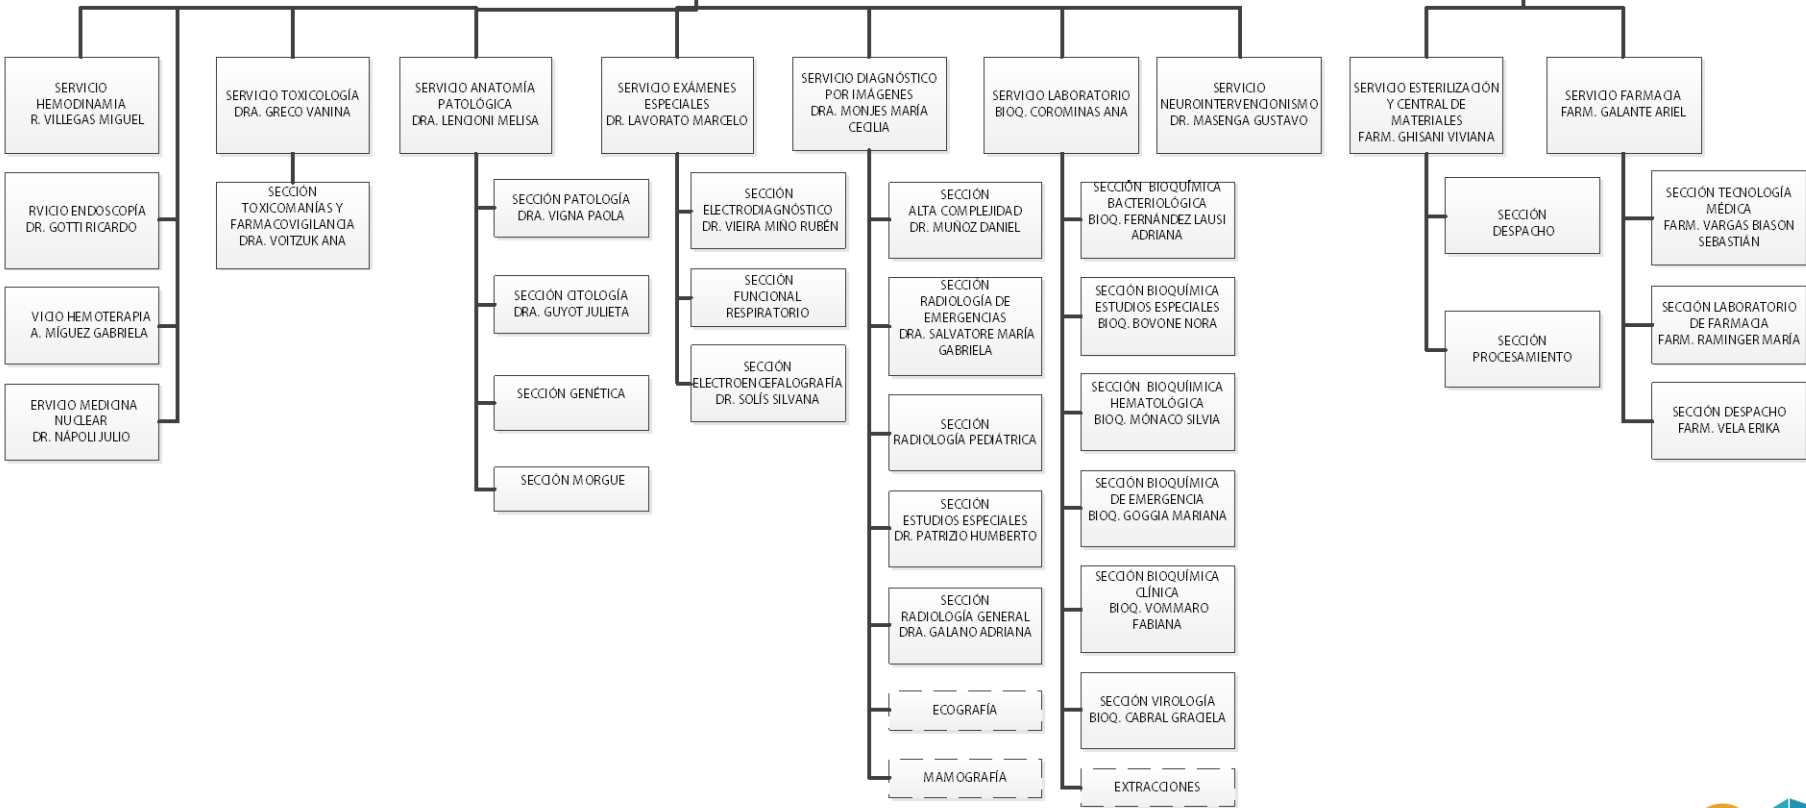 SERVICIO
HEMODINAMIA
R. VILLEGAS MIGUEL
RVICIO ENDOSCOPÍA
DR. GOTTI RICARDO
VICIO HEMOTERAPIA
A. MÍGUEZ GABRIELA
ERVICIO MEDICINA
NUCLEAR
DR. NÁPOLI JULIO
SERVICIO TOXICOLOGÍA
DRA. GRECO VANINA
SECCIÓN
TOXICOMANÍAS Y
FARMACOVIGILANCIA
DRA. VOITZUK ANA
SERVICIO ANATOMÍA
PATOLÓGICA
DRA. LENCIONI MELISA
SECCIÓN PATOLOGÍA
DRA. VIGNA PAOLA
SECCIÓN CITOLOGÍA
DRA. GUYOT JULIETA
SECCIÓN GENÉTICA
SECCIÓN MORGUE
SERVICIO EXÁMENES
ESPECIALES
DR. LAVORATO MARCELO
SECCIÓN
ELECTRODIAGNÓSTICO
DR. VIEIRA MIÑO RUBÉN
SECCIÓN
FUNCIONAL
RESPIRATORIO
SECCIÓN
ELECTROENCEFALOGRAFÍA
DR. SOLÍS SILVANA
SERVICIO DIAGNÓSTICO
POR IMÁGENES
DRA. MONJES MARÍA
CECILIA
SECCIÓN
ALTA COMPLEJIDAD
DR. MUÑOZ DANIEL
SECCIÓN
RADIOLOGÍA DE
EMERGENCIAS
DRA. SALVATORE MARÍA
GABRIELA
SECCIÓN
RADIOLOGÍA PEDIÁTRICA
SECCIÓN
ESTUDIOS ESPECIALES
DR. PATRIZIO HUMBERTO
SECCIÓN
RADIOLOGÍA GENERAL
DRA. GALANO ADRIANA
ECOGRAFÍA
MAMOGRAFÍA
SERVICIO LABORATORIO
BIOQ. COROMINAS ANA
SECCIÓN BIOQUÍMICA
BACTERIOLÓGICA
BIOQ. FERNÁNDEZ LAUSI
ADRIANA
SECCIÓN BIOQUÍMICA
ESTUDIOS ESPECIALES
BIOQ. BOVONE NORA
SECCIÓN BIOQUÍIMICA
HEMATOLÓGICA
BIOQ. MÓNACO SILVIA
SECCIÓN BIOQUÍMICA
DE EMERGENCIA
BIOQ. GOGGIA MARIANA
SECCIÓN BIOQUÍMICA
CLÍNICA
BIOQ. VOMMARO
FABIANA
SECCIÓN VIROLOGÍA
BIOQ. CABRAL GRACIELA
EXTRACCIONES
SERVICIO
NEUROINTERVENCIONISMO
DR. MASENGA GUSTAVO
SERVICIO ESTERILIZACIÓN
Y CENTRAL DE
MATERIALES
FARM. GHISANI VIVIANA
SECCIÓN
DESPACHO
SECCIÓN
PROCESAMIENTO
SERVICIO FARMACIA
FARM. GALANTE ARIEL
SECCIÓN TECNOLOGÍA
MÉDICA
FARM. VARGAS BIASON
SEBASTIÁN
SECCIÓN LABORATORIO
DE FARMACIA
FARM. RAMINGER MARÍA
SECCIÓN DESPACHO
FARM. VELA ERIKA